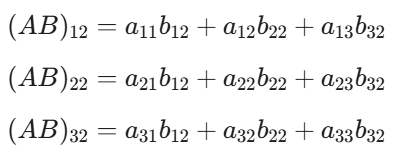 (AB)₁₂ = a₁₁b₁₂ + a₁₂b₂₂ + a₁₃b₃₂
(AB)₂₂ = a₂₁b₁₂ + a₂₂b₂₂ + a₂₃b₃₂
(AB)₃₂ = a₃₁b₁₂ + a₃₂b₂₂ + a₃₃b₃₂